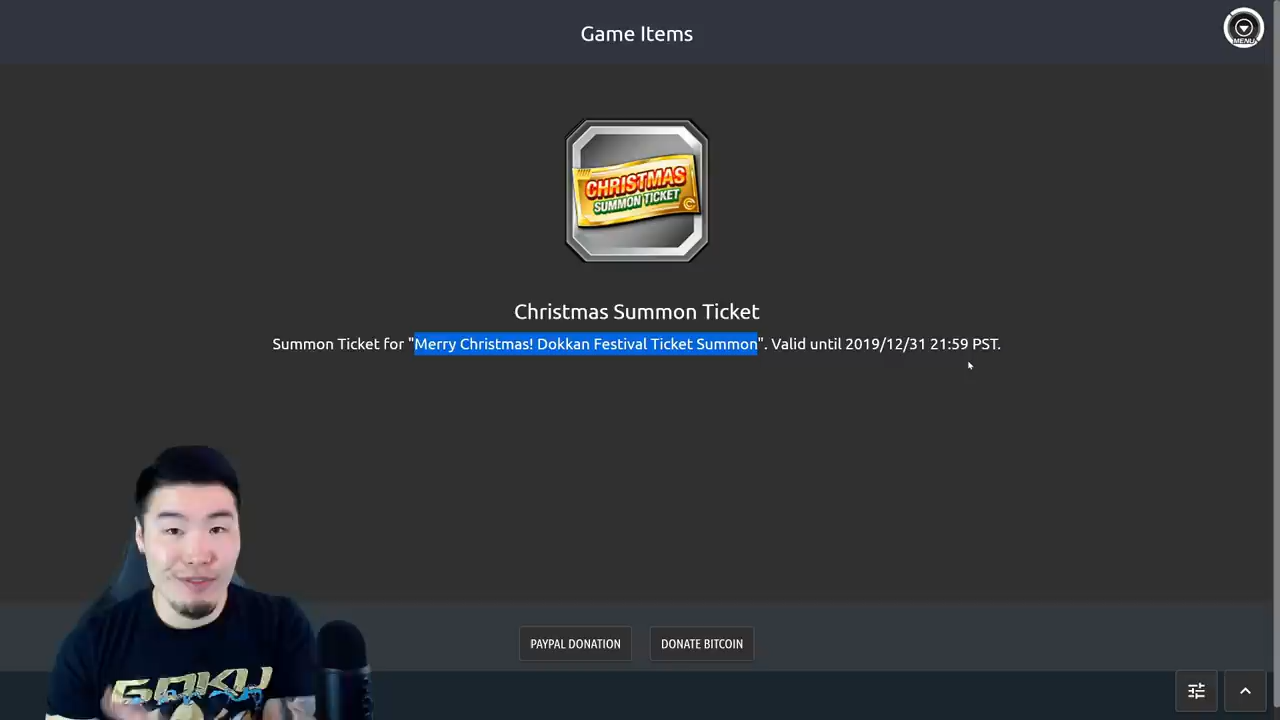 Game Items
MENU
CHRISTMAS
SUMMON TICKET
Christmas Summon Ticket
Summon Ticket for "Merry Christmas! Dokkan Festival Ticket Summon". Valid until 2019/12/31 21:59 PST.
GOKU
PAYPAL DONATION
DONATE BITCOIN